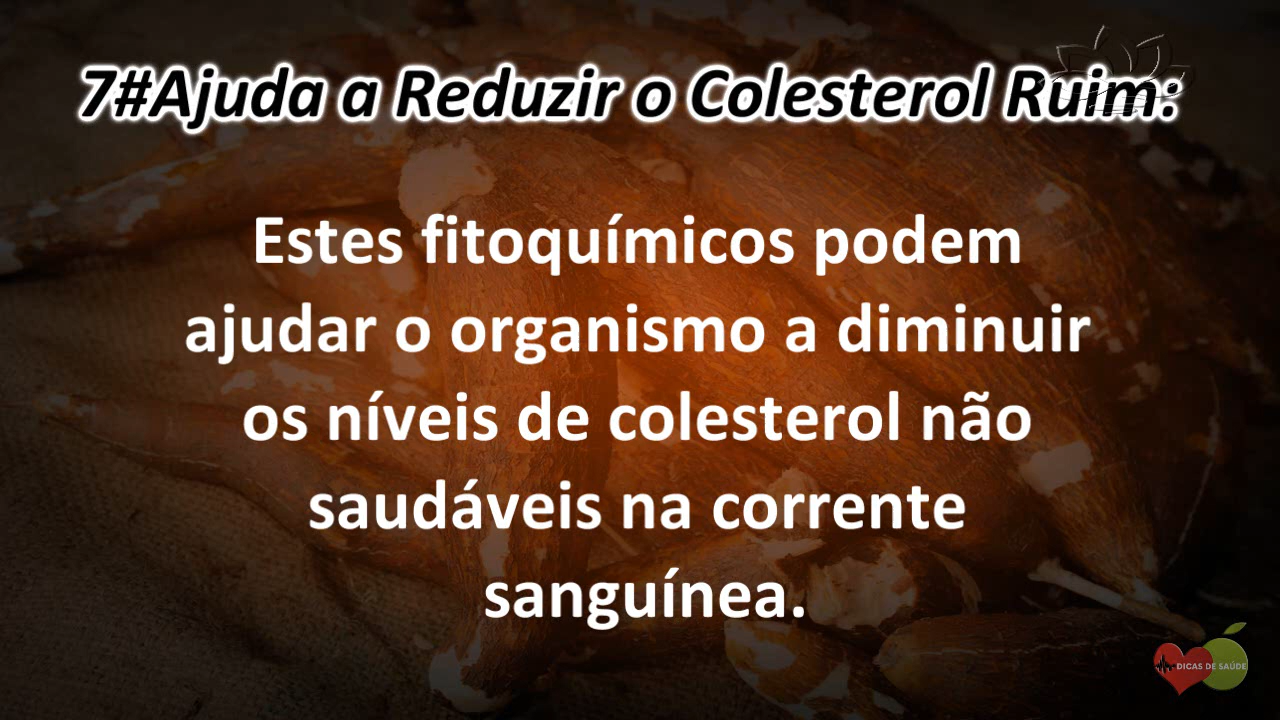 7#Ajuda a Reduzir o Colesterol Ruim:
Estes fitoquímicos podem
ajudar o organismo a diminuir
os níveis de colesterol não
saudáveis na corrente
sanguínea.
DICAS DE SAÚDE